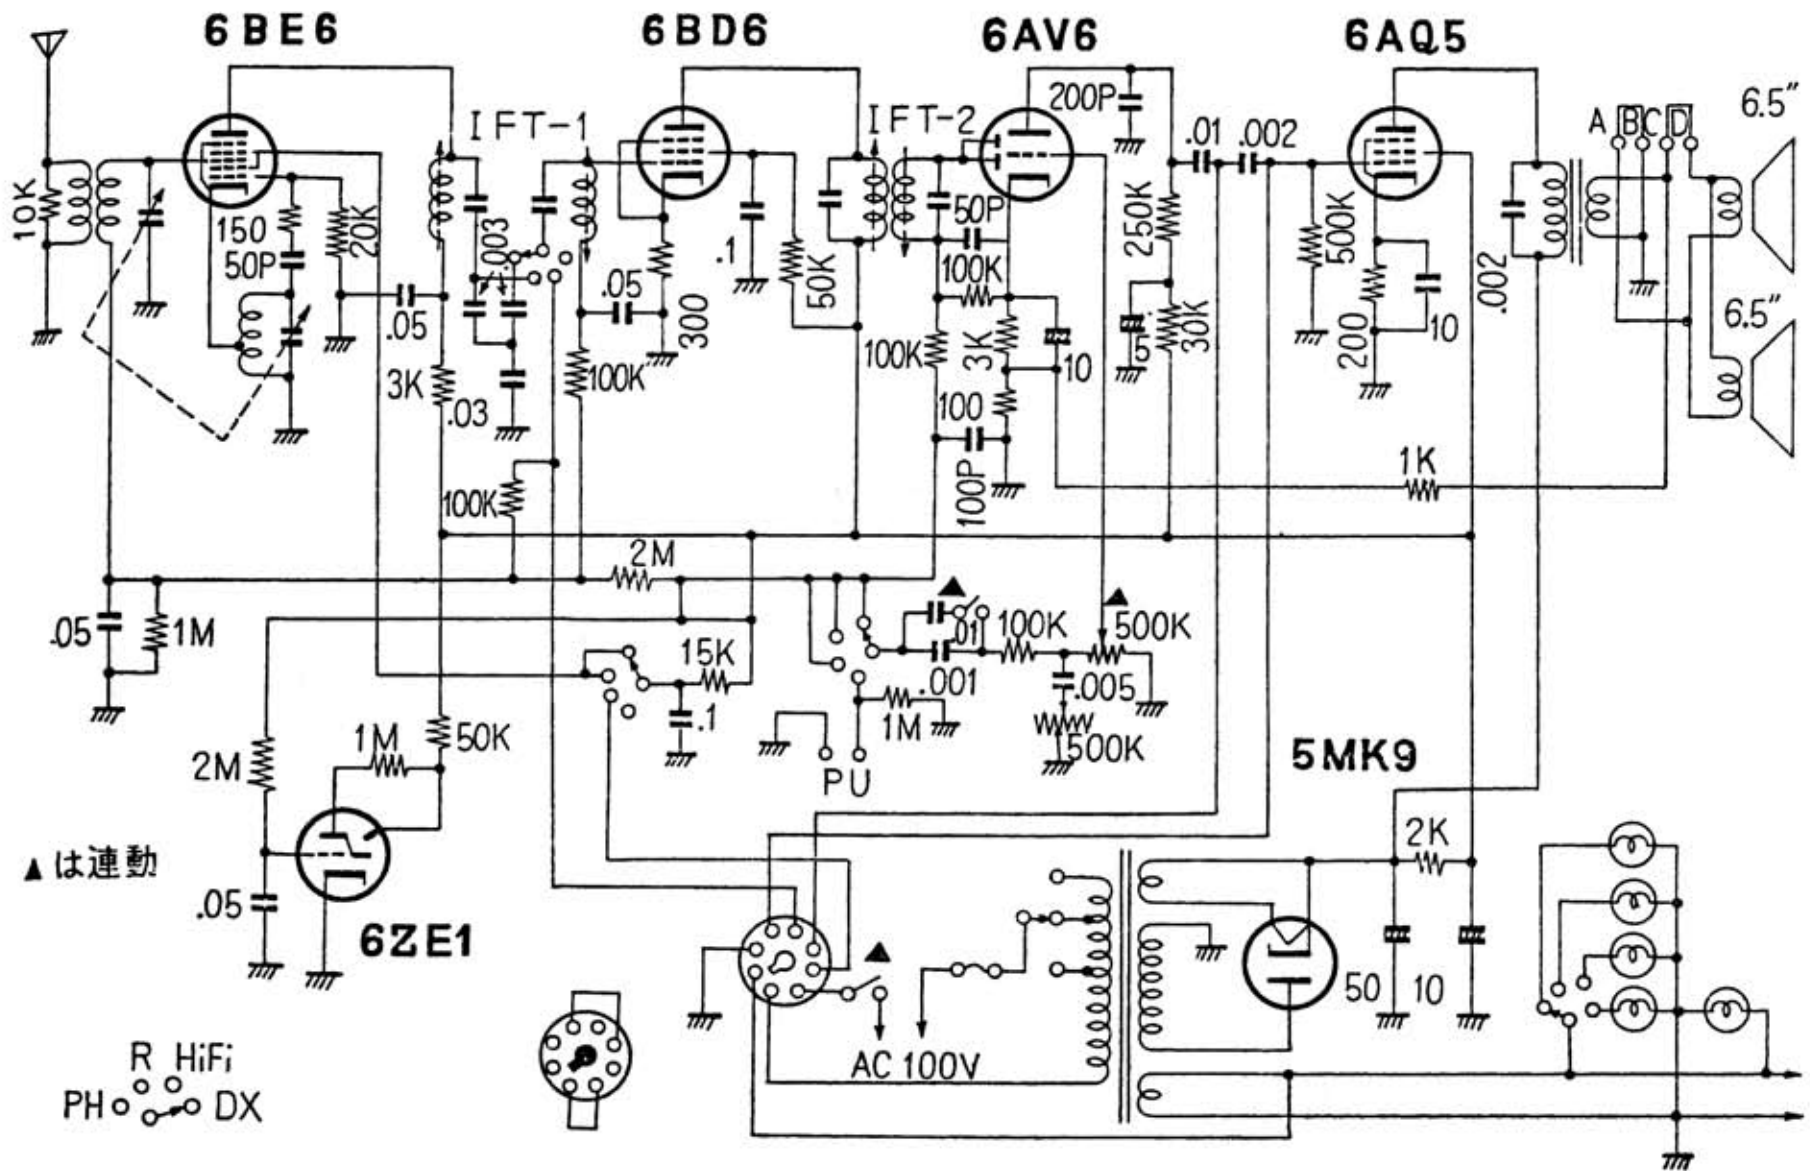 6BE6
6BD6
6AV6
6AQ5
6.5"
IFT-1
IFT-2
200P
.01
.002
A
B
C
D
10K
150
50P
20K
.003
.05
.1
50K
50P
100K
250K
500K
.002
6.5"
.05
300
100K
3K
10
5
30K
200
10
3K
.03
100K
100
100P
1K
100K
2M
.05
1M
15K
.01
100K
500K
.001
.005
.1
1M
500K
2M
1M
50K
PU
5MK9
2K
▲は連動
.05
6ZE1
50
10
AC 100V
R HiFi
PH
DX